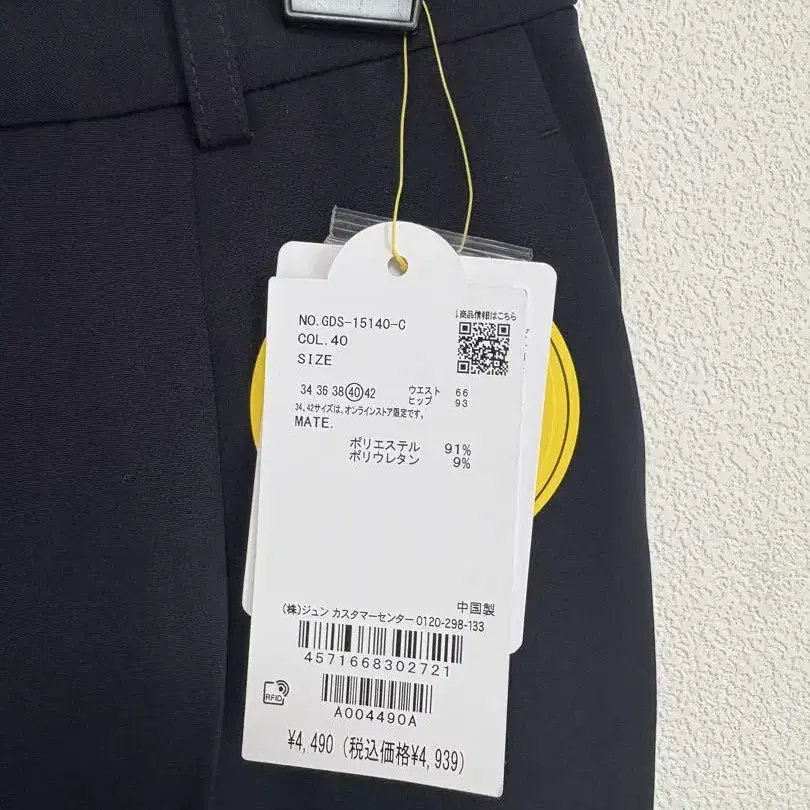 NO.GDS-15140-C
COL.40
SIZE
↓商品情報はこちら
34 36 38 40 42
ウエスト 66
ヒップ 93
34、42サイズは、オンラインストア限定です。
MATE.
ポリエステル 91%
ポリウレタン 9%
中国製
(株)ジュン カスタマーセンター 0120-298-133
4571668302721
RFID
A004490A
¥4,490 (税込価格¥4,939)